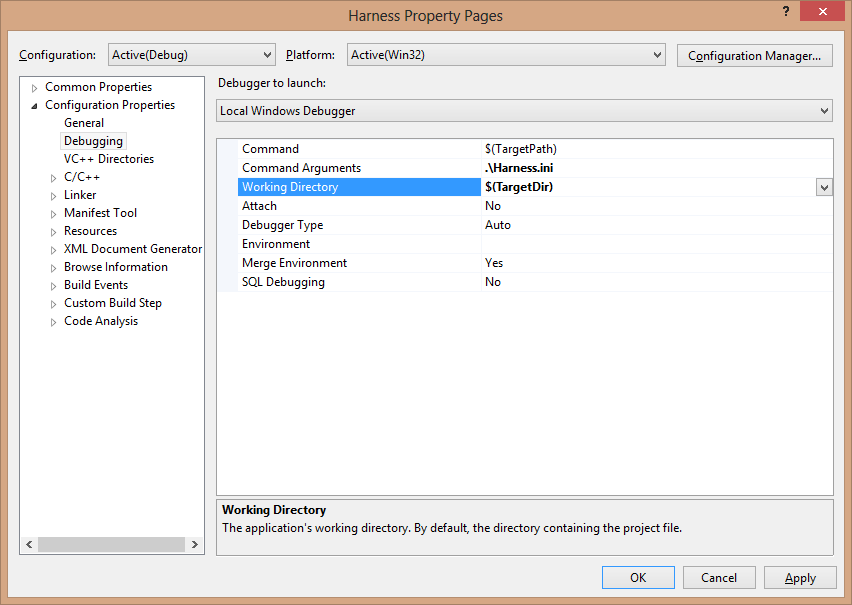 Harness Property Pages
?
Configuration: Active(Debug) Platform: Active(Win32) Configuration Manager...
Common Properties
Configuration Properties
General
Debugging
VC++ Directories
C/C++
Linker
Manifest Tool
Resources
XML Document Generator
Browse Information
Build Events
Custom Build Step
Code Analysis
Debugger to launch:
Local Windows Debugger
Command $(TargetPath)
Command Arguments .\Harness.ini
Working Directory $(TargetDir)
Attach No
Debugger Type Auto
Environment
Merge Environment Yes
SQL Debugging No
Working Directory
The application's working directory. By default, the directory containing the project file.
OK Cancel Apply